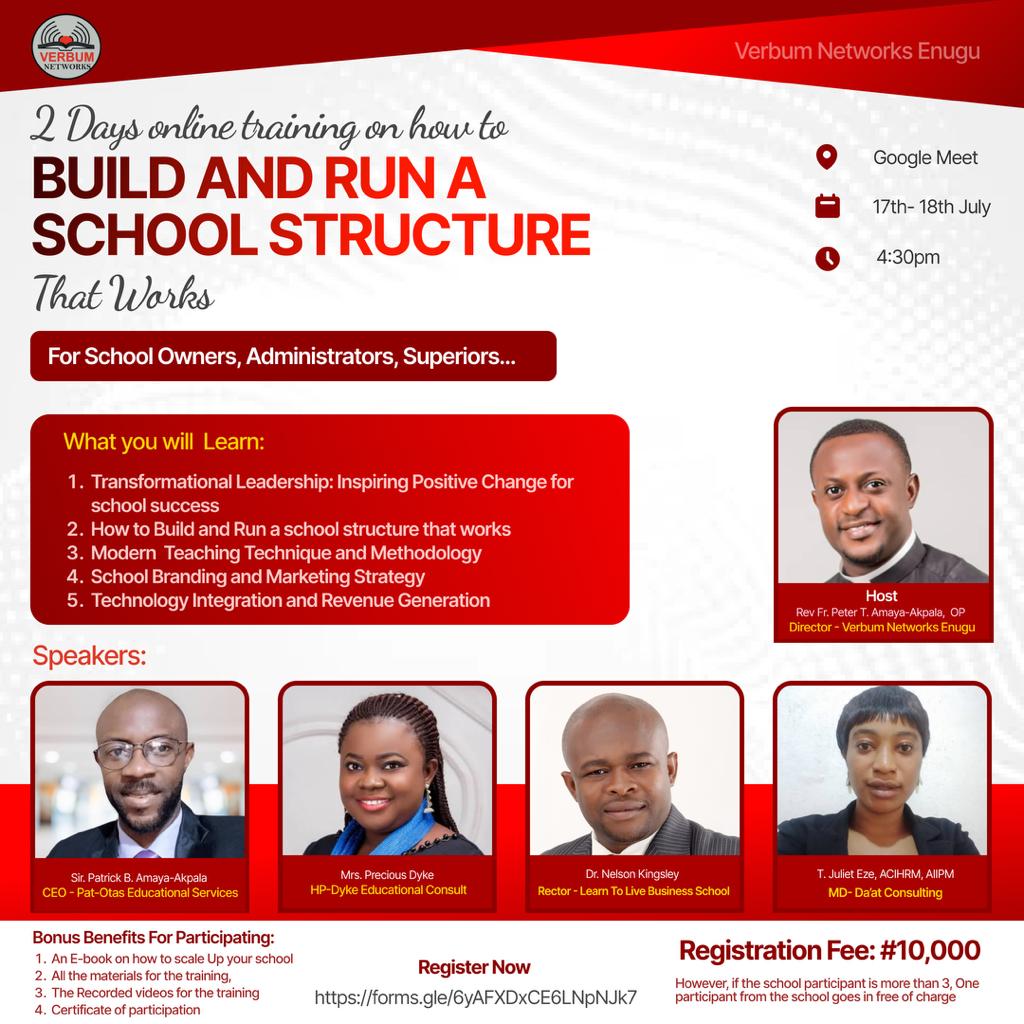 VERBUM
NETWORKS
Verbum Networks Enugu
2 Days online training on how to
BUILD AND RUN A
SCHOOL STRUCTURE
That Works
Google Meet
17th- 18th July
4:30pm
For School Owners, Administrators, Superiors...
What you will Learn:
1. Transformational Leadership: Inspiring Positive Change for
school success
2. How to Build and Run a school structure that works
3. Modern Teaching Technique and Methodology
4. School Branding and Marketing Strategy
5. Technology Integration and Revenue Generation
Host
Rev Fr. Peter T. Amaya-Akpala, OP
Director - Verbum Networks Enugu
Speakers:
Sir. Patrick B. Amaya-Akpala
CEO - Pat-Otas Educational Services
Mrs. Precious Dyke
HP-Dyke Educational Consult
Dr. Nelson Kingsley
Rector - Learn To Live Business School
T. Juliet Eze, ACIHRM, AIIPM
MD- Da'at Consulting
Bonus Benefits For Participating:
1. An E-book on how to scale Up your school
2. All the materials for the training,
3. The Recorded videos for the training
4. Certificate of participation
Register Now
https://forms.gle/6yAFXDxCE6LNpNJk7
Registration Fee: #10,000
However, if the school participant is more than 3, One
participant from the school goes in free of charge